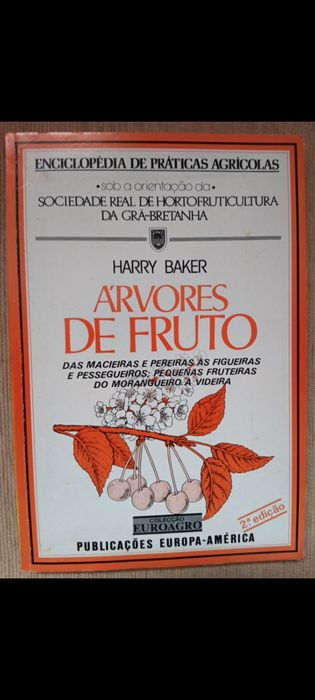 ENCICLOPÉDIA DE PRÁTICAS AGRÍCOLAS
• sob a orientação da •
SOCIEDADE REAL DE HORTOFRUTICULTURA
DA GRÃ-BRETANHA
HARRY BAKER
ÁRVORES
DE FRUTO
DAS MACIEIRAS E PEREIRAS ÀS FIGUEIRAS
E PESSEGUEIROS; PEQUENAS FRUTEIRAS
DO MORANGUEIRO À VIDEIRA
2.ª edição
COLECÇÃO
EUROAGRO
PUBLICAÇÕES EUROPA-AMÉRICA